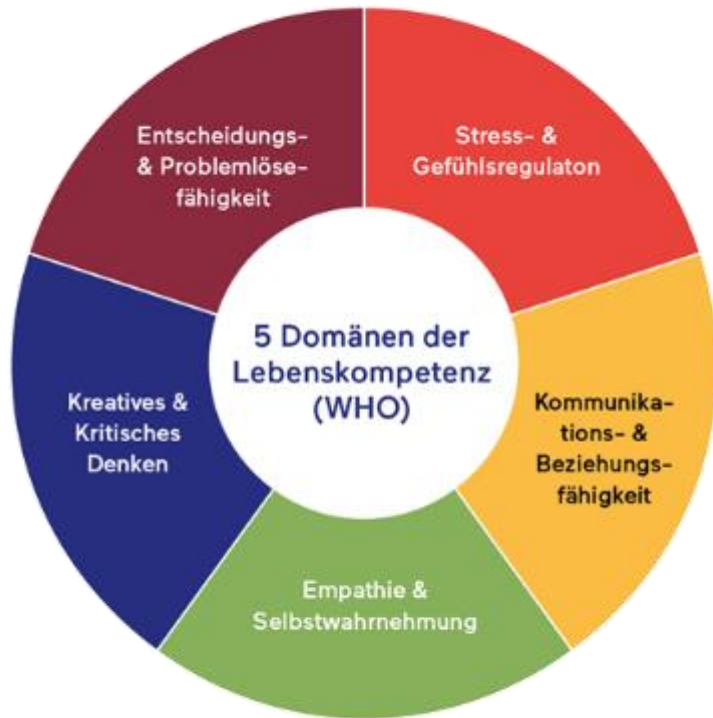 5 Domänen der
Lebenskompetenz
(WHO)
Stress- &
Gefühlsregulaton
Kommunika-
tions- &
Beziehungs-
fähigkeit
Empathie &
Selbstwahrnehmung
Kreatives &
Kritisches
Denken
Entscheidungs-
& Problemlöse-
fähigkeit